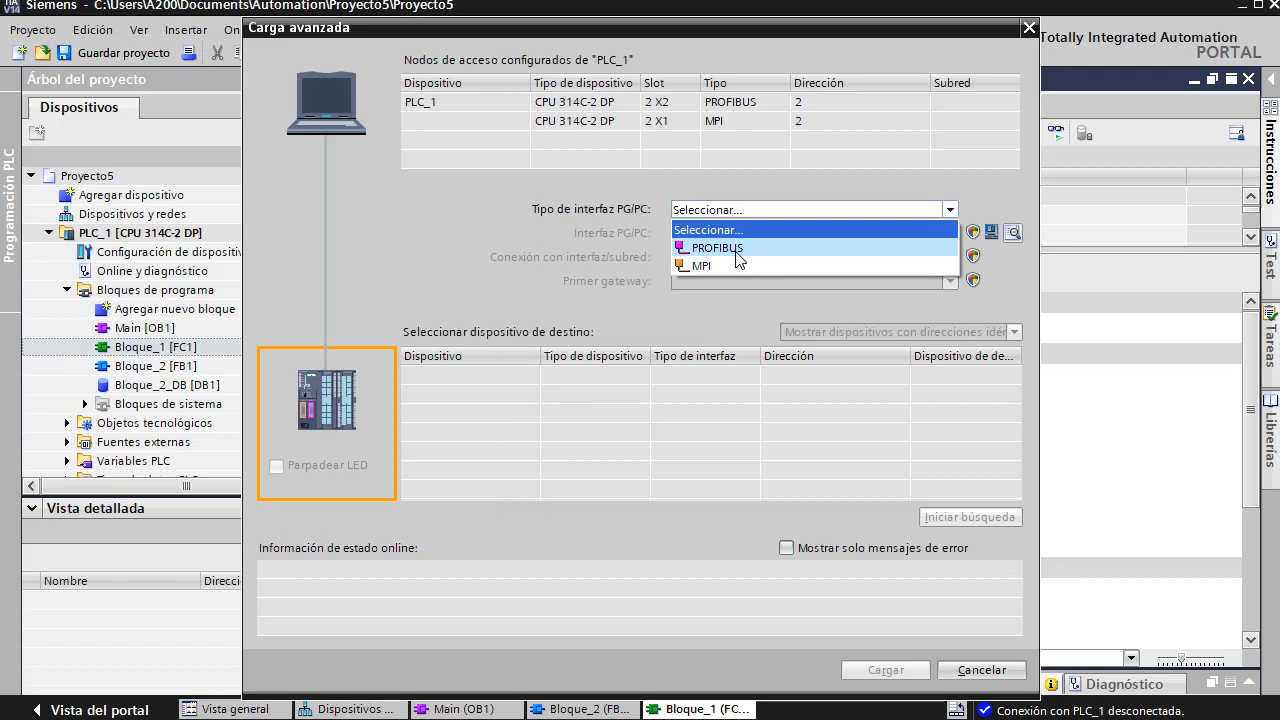 Siemens - C:\Users\A200\Documents\Automation\Proyecto5\Proyecto5
V14
Proyecto Edición Ver Insertar
Guardar proyecto
Totally Integrated Automation
PORTAL
Árbol del proyecto
Dispositivos
Programación PLC
Proyecto5
Agregar dispositivo
Dispositivos y redes
PLC_1 [CPU 314C-2 DP]
Configuración de disposit
Online y diagnóstico
Bloques de programa
Agregar nuevo bloque
Main [OB1]
Bloque_1 [FC1]
Bloque_2 [FB1]
Bloque_2_DB [DB1]
Bloques de sistema
Objetos tecnológicos
Fuentes externas
Variables PLC
Vista detallada
Nombre Direcci
Carga avanzada
Nodos de acceso configurados de "PLC_1"
Dispositivo Tipo de dispositivo Slot Tipo Dirección Subred
PLC_1 CPU 314C-2 DP 2 X2 PROFIBUS 2
CPU 314C-2 DP 2 X1 MPI 2
Tipo de interfaz PG/PC: Seleccionar...
Seleccionar...
Interfaz PG/PC:
PROFIBUS
Conexión con interfaz/subred:
MPI
Primer gateway:
Seleccionar dispositivo de destino: Mostrar dispositivos con direcciones idér
Dispositivo Tipo de dispositivo Tipo de interfaz Dirección Dispositivo de de...
Parpadear LED
Iniciar búsqueda
Información de estado online: Mostrar solo mensajes de error
Cargar Cancelar
Instrucciones
Test
Tareas
Librerías
Diagnóstico
Vista del portal Vista general Dispositivos ... Main (OB1) Bloque_2 (FB... Bloque_1 (FC... Conexión con PLC_1 desconectada.